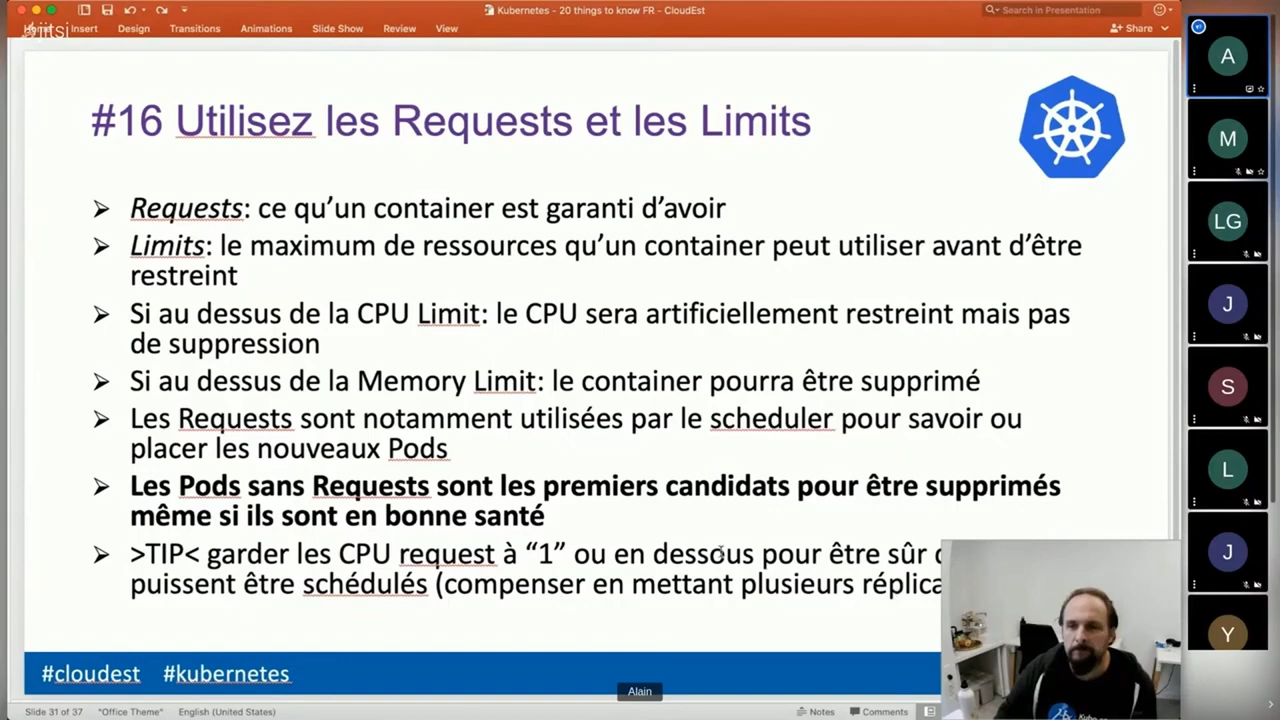 Kubernetes - 20 things to know FR - CloudEst
Search in Presentation
jitsi
Insert
Design
Transitions
Animations
Slide Show
Review
View
Share
#16 Utilisez les Requests et les Limits
Requests: ce qu’un container est garanti d’avoir
Limits: le maximum de ressources qu’un container peut utiliser avant d’être
restreint
Si au dessus de la CPU Limit: le CPU sera artificiellement restreint mais pas
de suppression
Si au dessus de la Memory Limit: le container pourra être supprimé
Les Requests sont notamment utilisées par le scheduler pour savoir ou
placer les nouveaux Pods
Les Pods sans Requests sont les premiers candidats pour être supprimés
même si ils sont en bonne santé
>TIP< garder les CPU request à “1” ou en dessous pour être sûr
puissent être schédulés (compenser en mettant plusieurs réplica
#cloudest #kubernetes
Alain
Slide 31 of 37
"Office Theme"
English (United States)
Notes
Comments
A
M
LG
J
S
L
J
Y